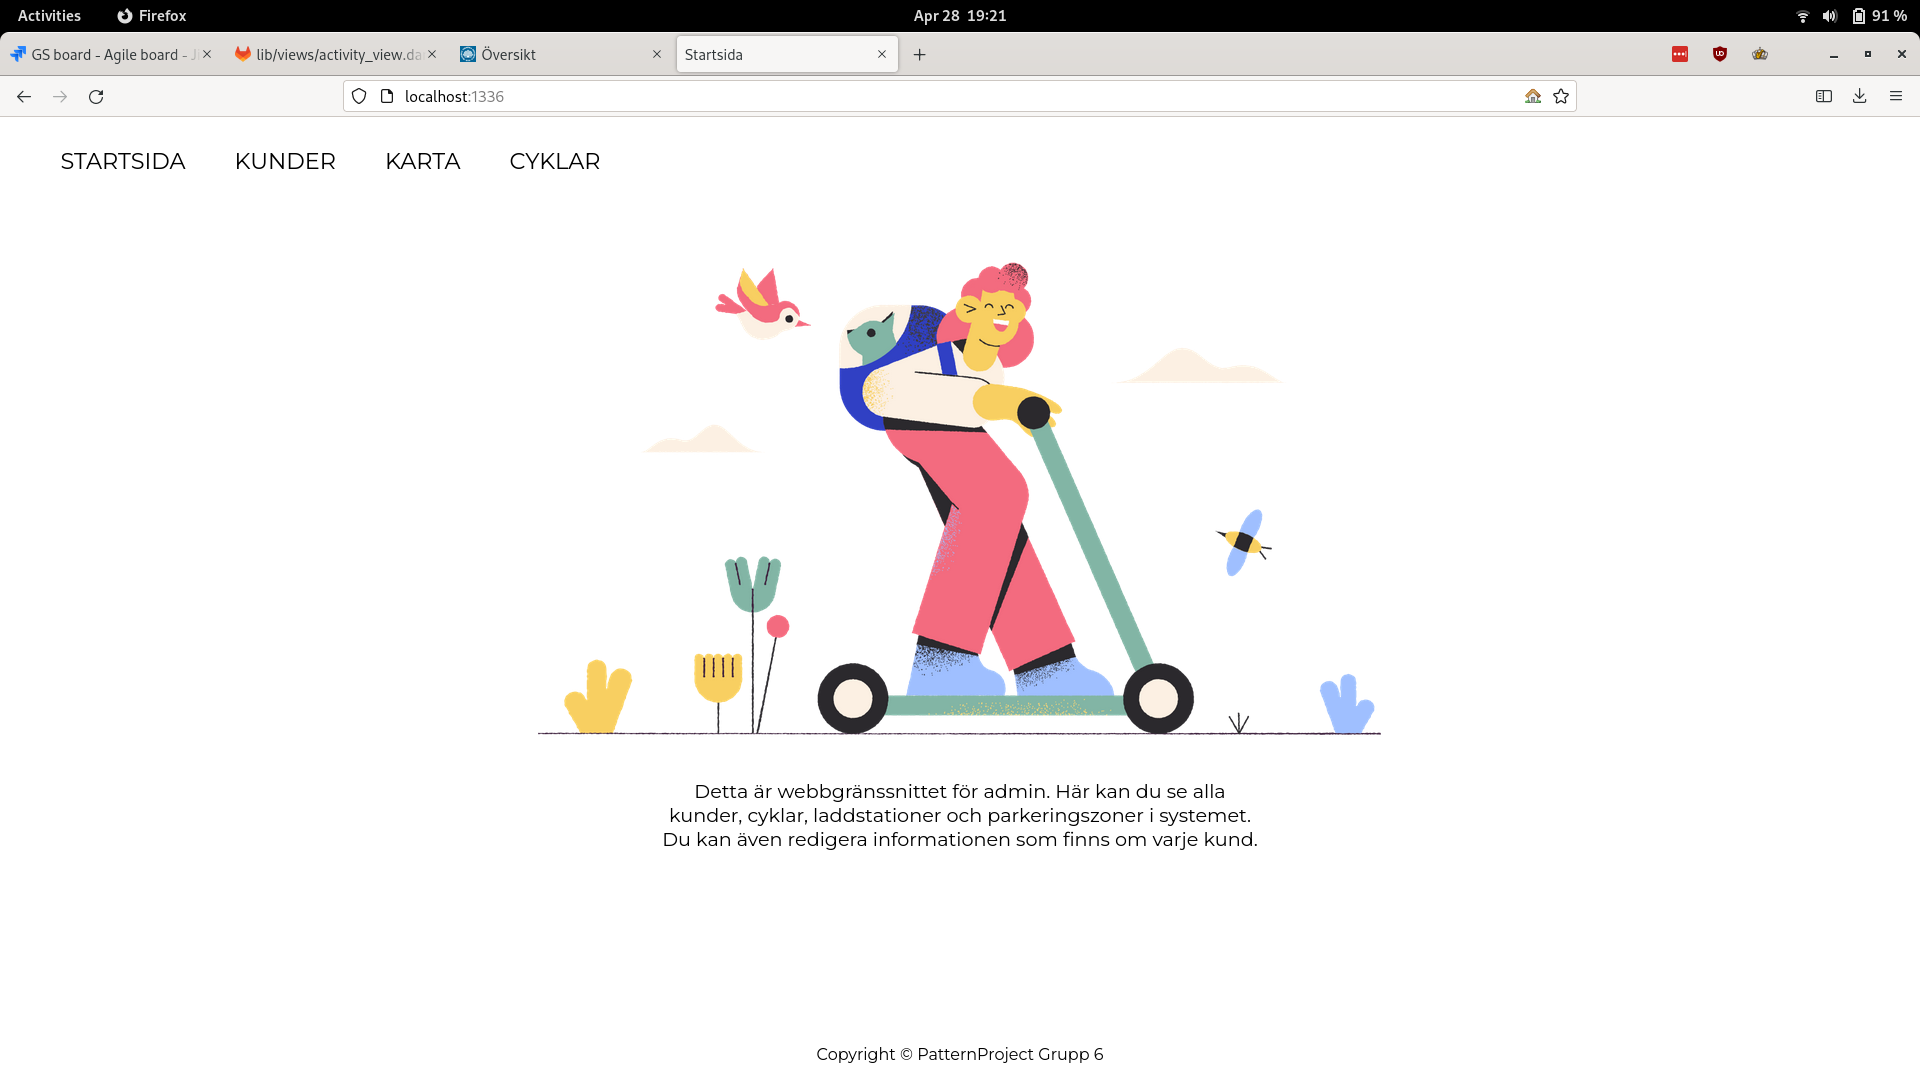 Activities Firefox Apr 28 19:21 91 %
GS board - Agile board - J lib/views/activity_view.da Översikt Startsida
localhost:1336
STARTSIDA KUNDER KARTA CYKLAR
Detta är webbgränssnittet för admin. Här kan du se alla
kunder, cyklar, laddstationer och parkeringszoner i systemet.
Du kan även redigera informationen som finns om varje kund.
Copyright © PatternProject Grupp 6